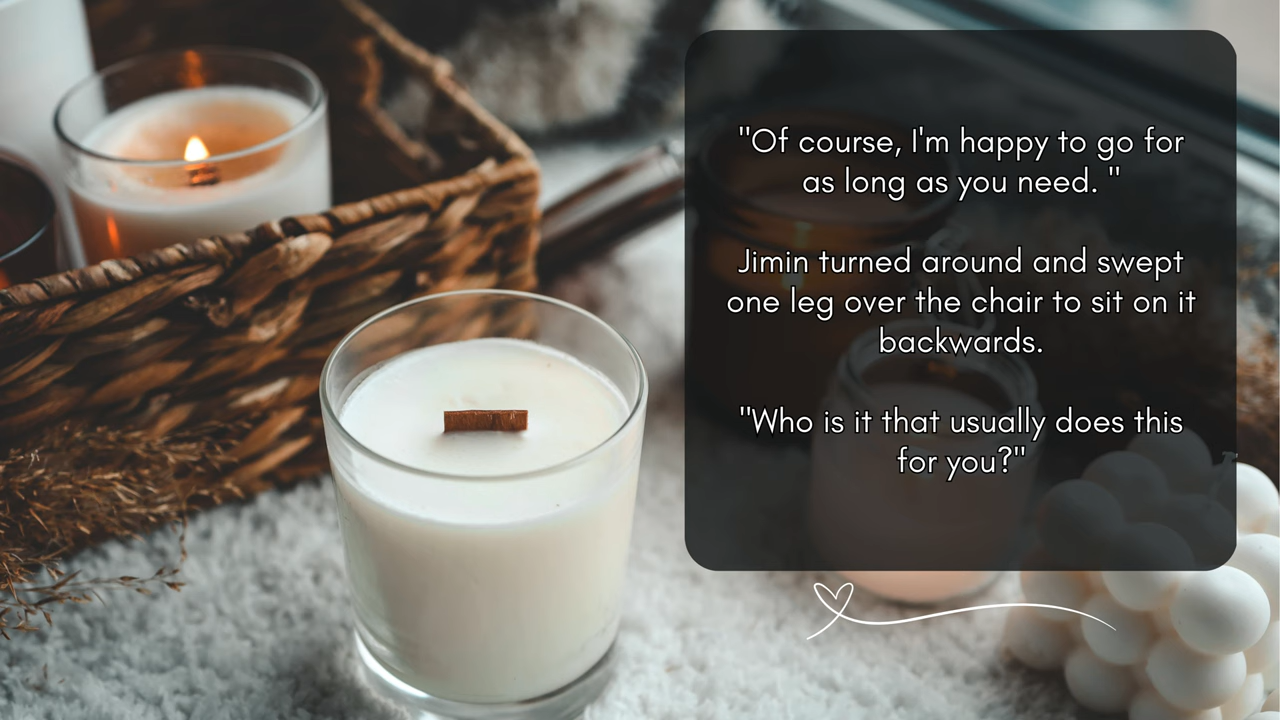 "Of course, I'm happy to go for
as long as you need. "
Jimin turned around and swept
one leg over the chair to sit on it
backwards.
"Who is it that usually does this
for you?"